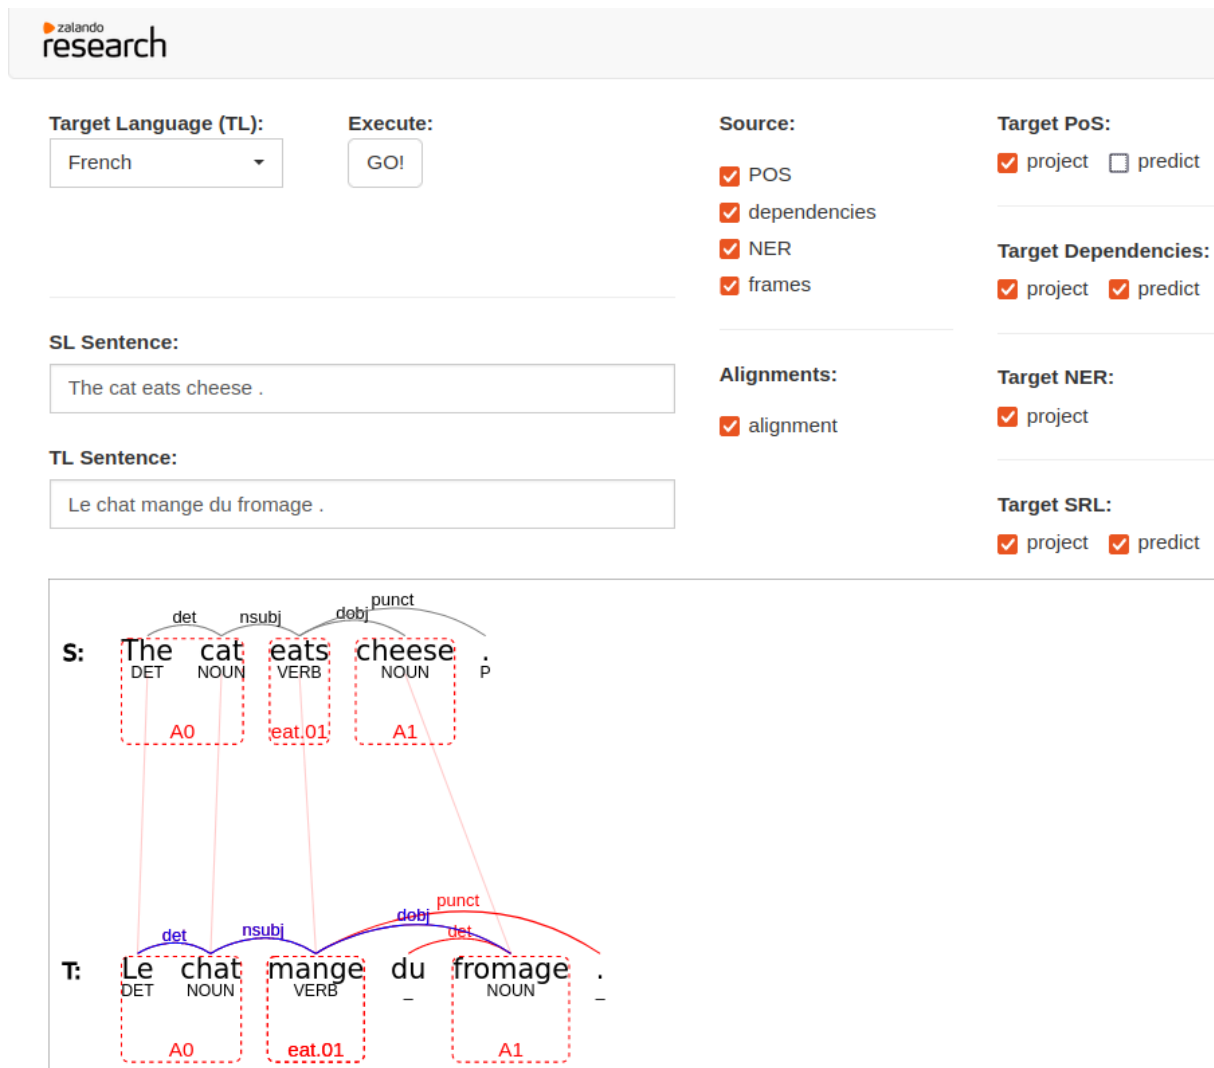 zalando
research
Target Language (TL):
French
Execute:
GO!
SL Sentence:
The cat eats cheese .
TL Sentence:
Le chat mange du fromage .
Source:
POS
dependencies
NER
frames
Alignments:
alignment
Target PoS:
project predict
Target Dependencies:
project predict
Target NER:
project
Target SRL:
project predict
det nsubj dobj punct
S: The cat eats cheese .
DET NOUN VERB NOUN P
A0 eat.01 A1
det nsubj dobj punct det
T: Le chat mange du fromage .
DET NOUN VERB _ NOUN _
A0 eat.01 A1